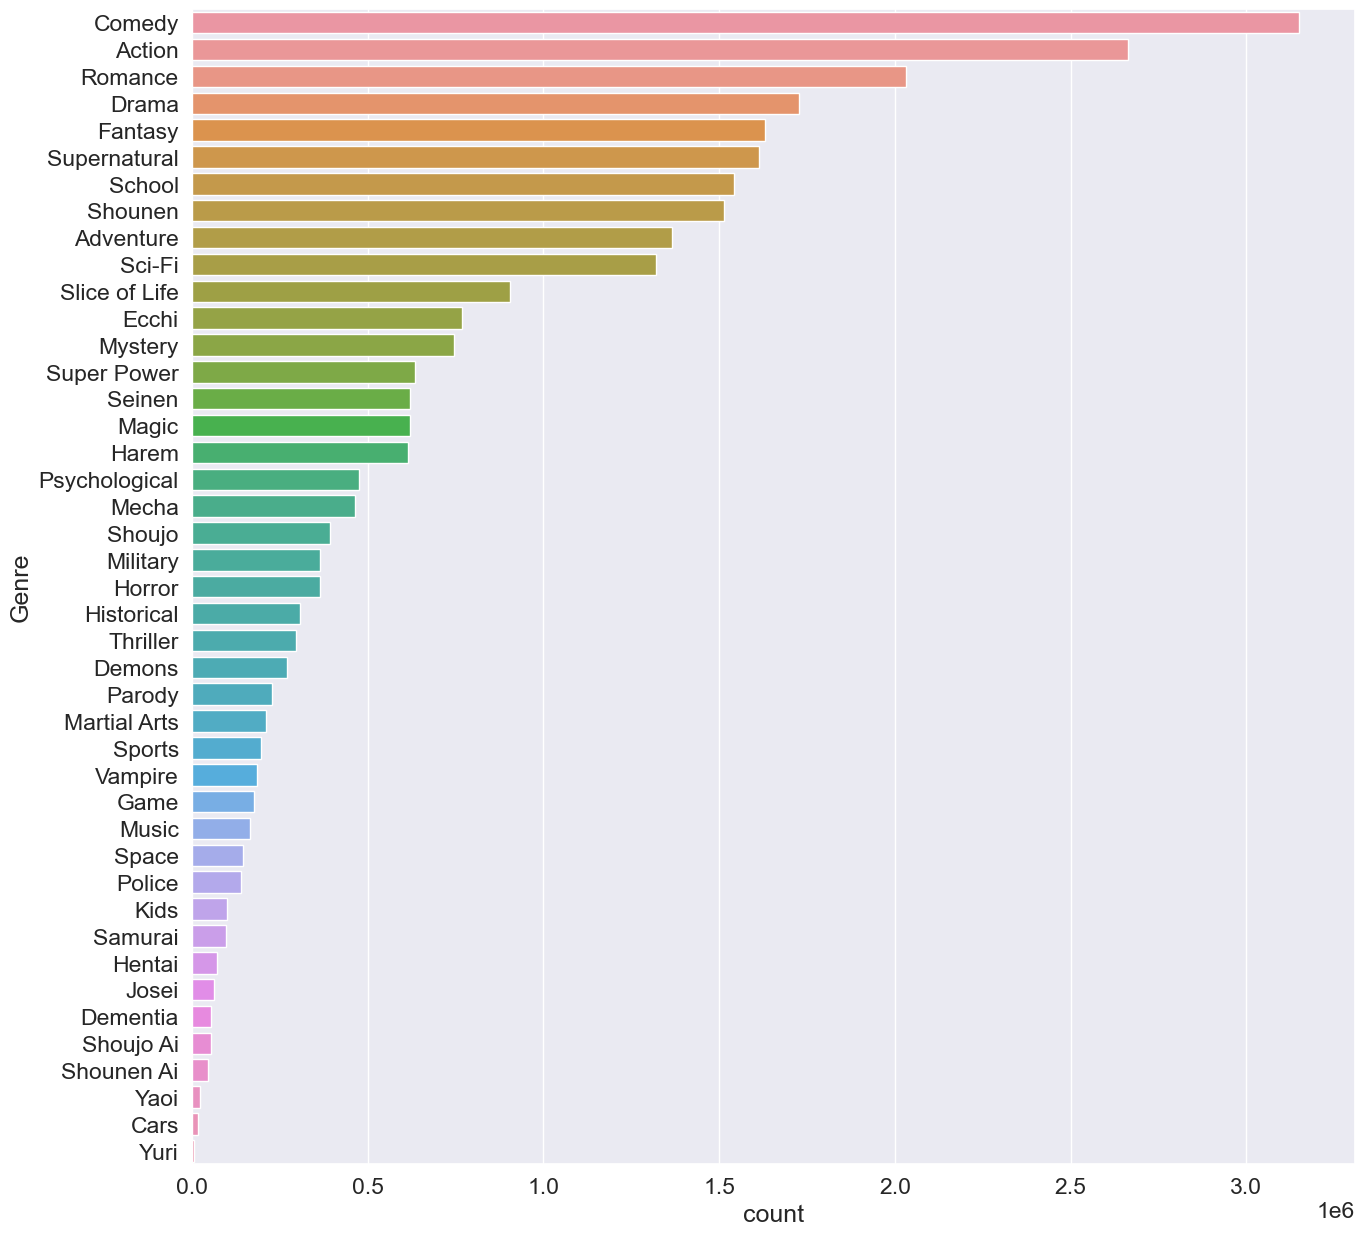 Comedy
Action
Romance
Drama
Fantasy
Supernatural
School
Shounen
Adventure
Sci-Fi
Slice of Life
Ecchi
Mystery
Super Power
Seinen
Magic
Harem
Psychological
Mecha
Shoujo
Military
Horror
Historical
Thriller
Demons
Parody
Martial Arts
Sports
Vampire
Game
Music
Space
Police
Kids
Samurai
Hentai
Josei
Dementia
Shoujo Ai
Shounen Ai
Yaoi
Cars
Yuri
Genre
0.0 0.5 1.0 1.5 2.0 2.5 3.0
count
1e6